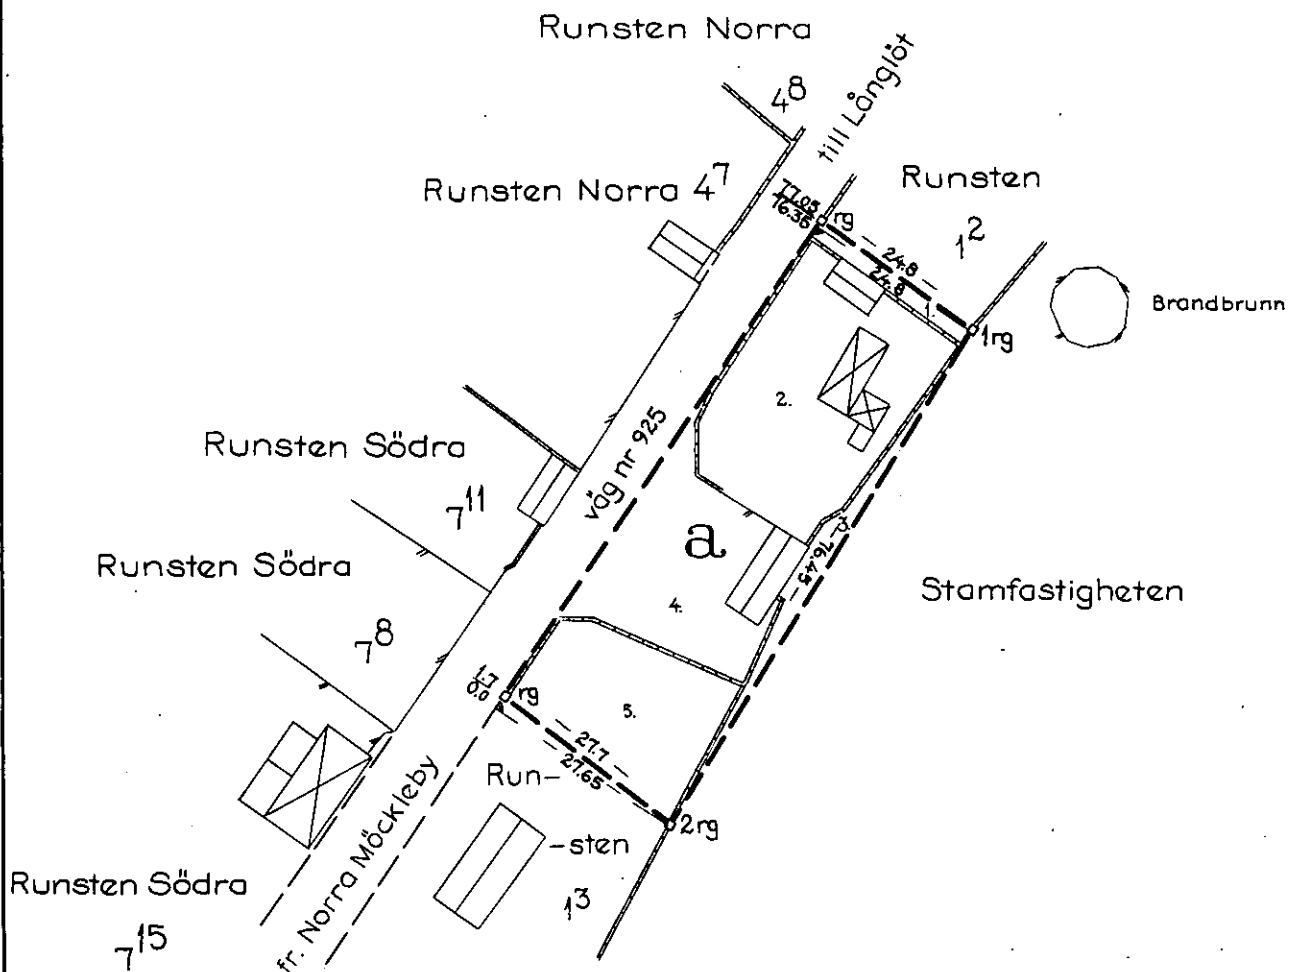 Runsten Norra
4⁸
till Långlöt
Runsten Norra 4⁷
Runsten
1²
77.05
76.36
rg
24.8
24.8
1.
1rg
Brandbrunn
2.
Runsten Södra
7¹¹
väg nr 925
a
76.45
Runsten Södra
7⁸
4.
Stamfastigheten
1.7
0.0
rg
5.
27.7
27.65
2rg
Run-
-sten
1³
Runsten Södra
7¹⁵
fr. Norra Möckleby